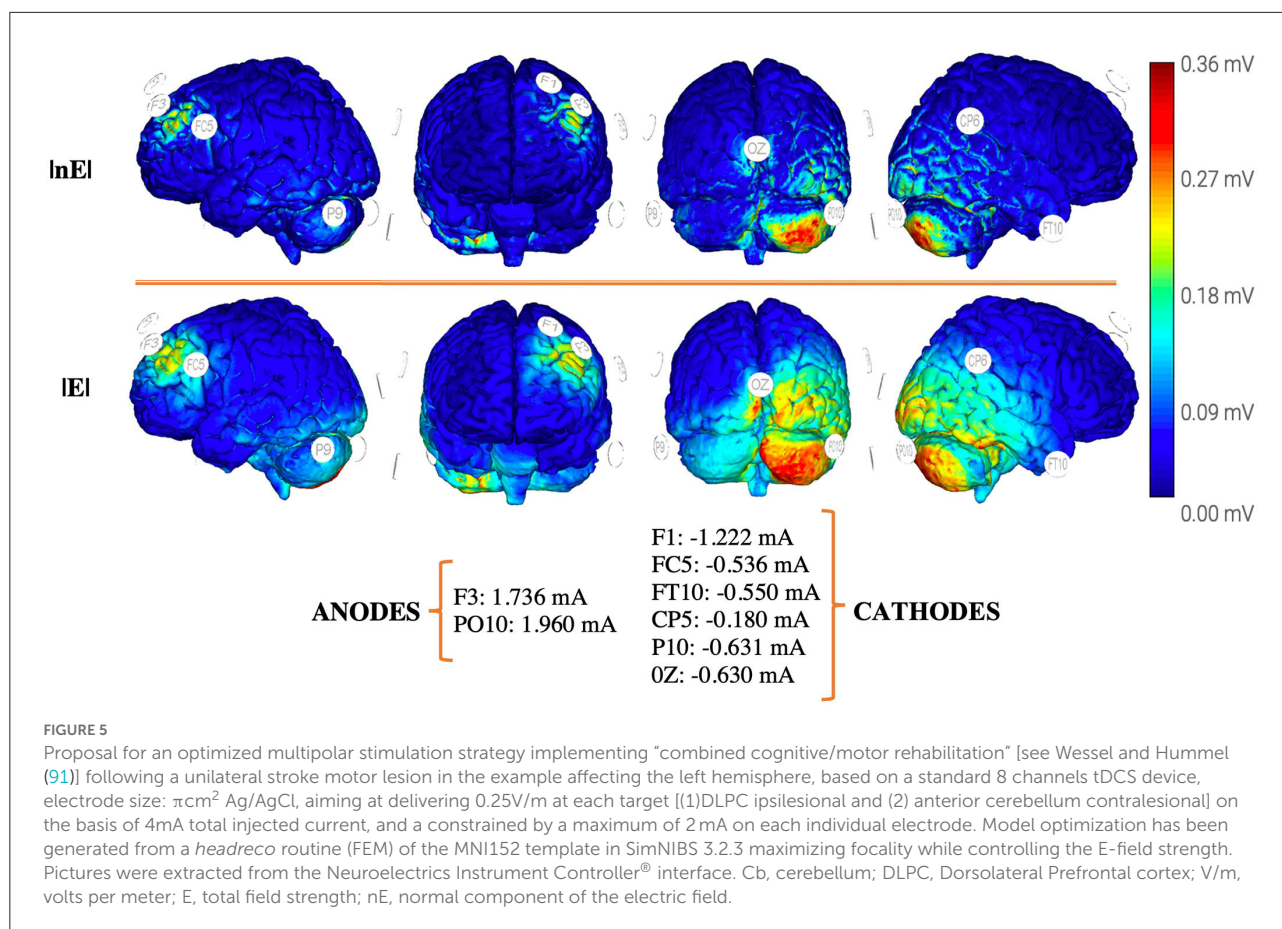 F3
FC5
P9
F1
F3
OZ
P9
PO10
CP6
PO10
FT10
|nE|
0.36 mV
0.27 mV
0.18 mV
0.09 mV
0.00 mV
F3
FC5
P9
F1
F3
OZ
P9
PO10
CP6
PO10
FT10
|E|
ANODES
F3: 1.736 mA
PO10: 1.960 mA
F1: -1.222 mA
FC5: -0.536 mA
FT10: -0.550 mA
CP5: -0.180 mA
P10: -0.631 mA
0Z: -0.630 mA
CATHODES
FIGURE 5
Proposal for an optimized multipolar stimulation strategy implementing “combined cognitive/motor rehabilitation” [see Wessel and Hummel
(91)] following a unilateral stroke motor lesion in the example affecting the left hemisphere, based on a standard 8 channels tDCS device,
electrode size: πcm² Ag/AgCl, aiming at delivering 0.25V/m at each target [(1)DLPC ipsilesional and (2) anterior cerebellum contralesional] on
the basis of 4mA total injected current, and a constrained by a maximum of 2 mA on each individual electrode. Model optimization has been
generated from a headreco routine (FEM) of the MNI152 template in SimNIBS 3.2.3 maximizing focality while controlling the E-field strength.
Pictures were extracted from the Neuroelectrics Instrument Controller® interface. Cb, cerebellum; DLPC, Dorsolateral Prefrontal cortex; V/m,
volts per meter; E, total field strength; nE, normal component of the electric field.